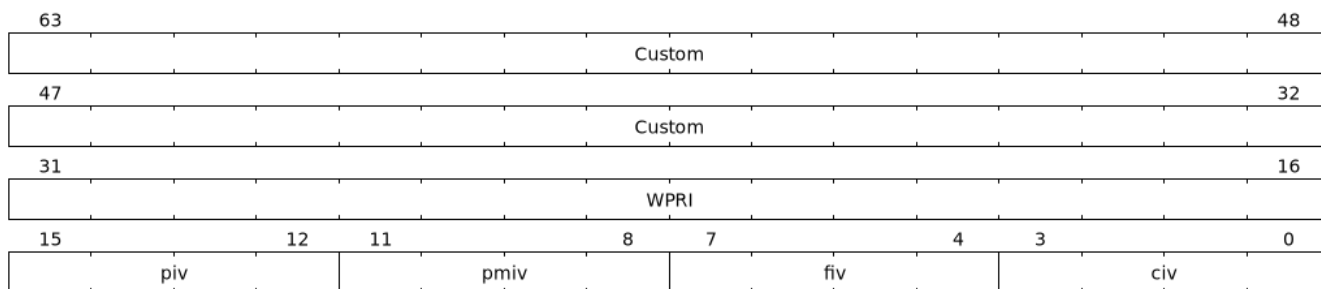 63 48
Custom
47 32
Custom
31 16
WPRI
15 12 11 8 7 4 3 0
piv pmiv fiv civ